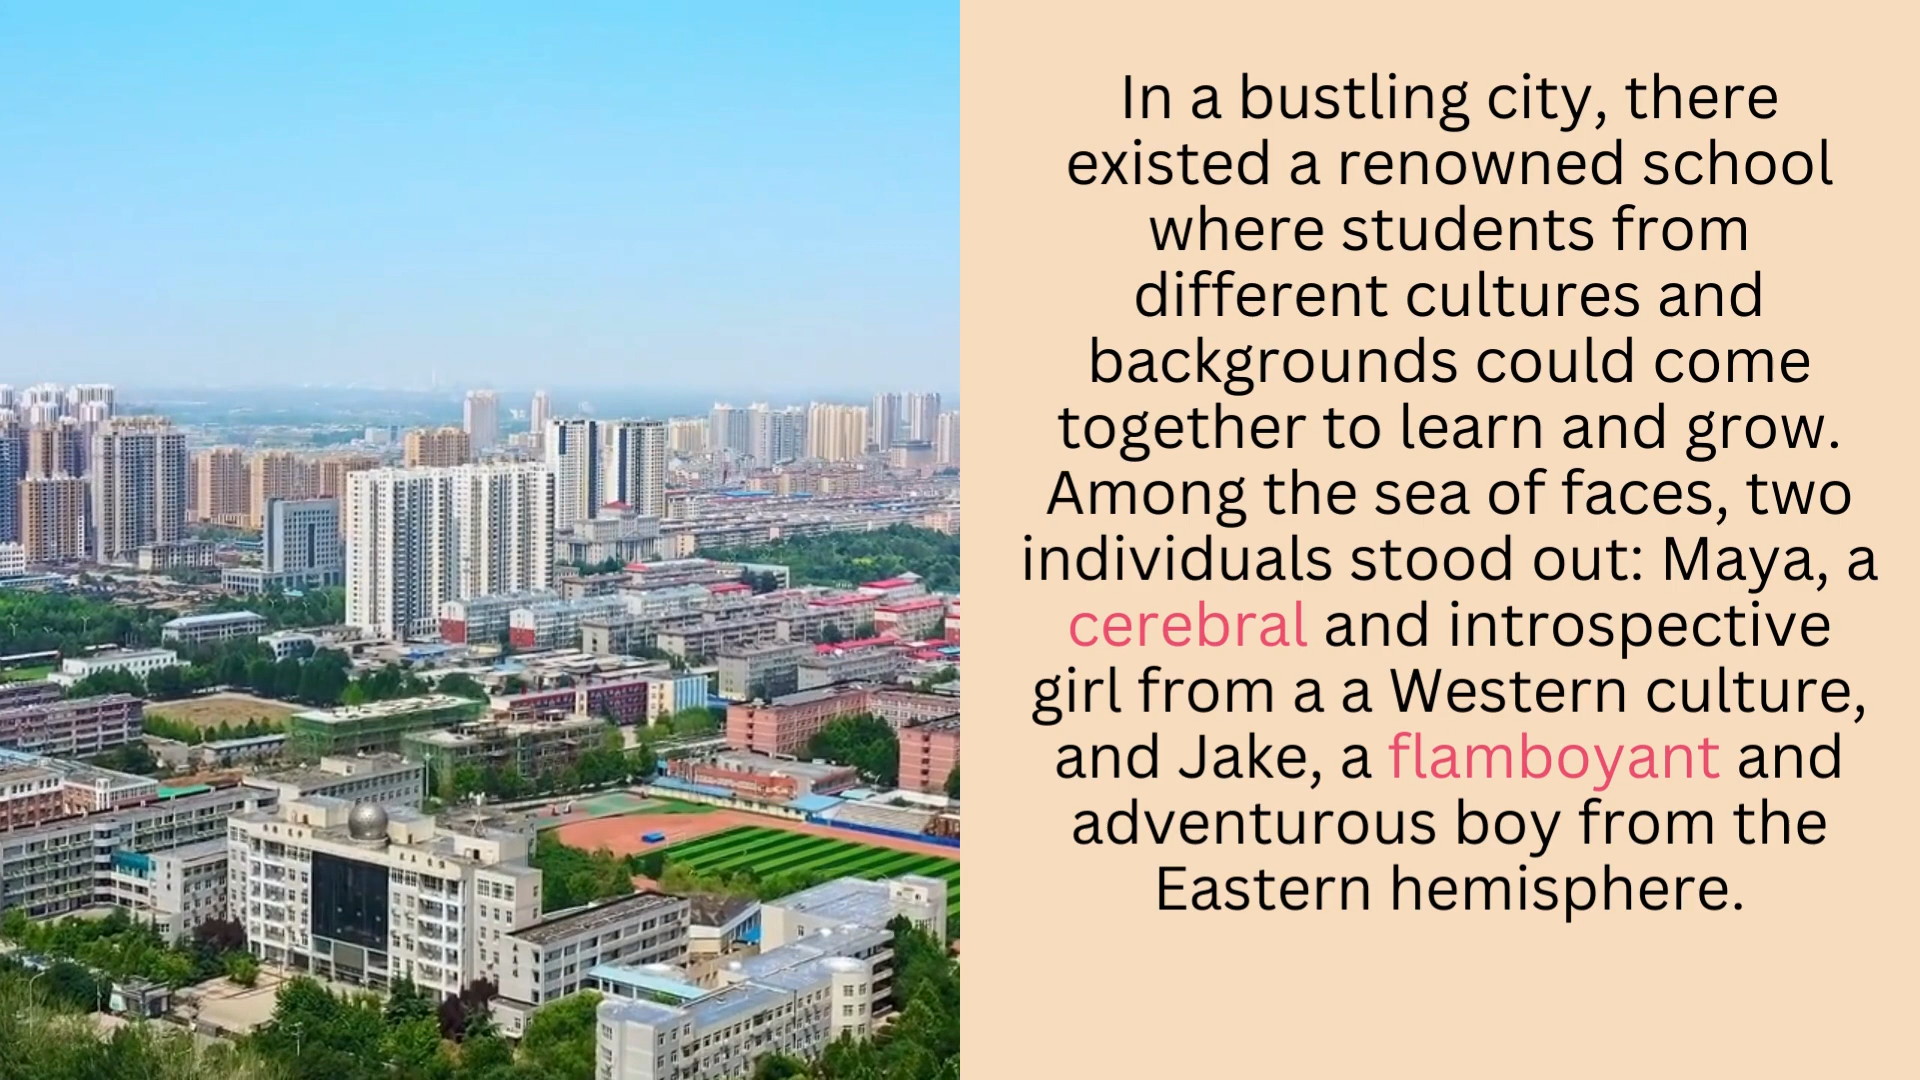 In a bustling city, there
existed a renowned school
where students from
different cultures and
backgrounds could come
together to learn and grow.
Among the sea of faces, two
individuals stood out: Maya, a
cerebral and introspective
girl from a a Western culture,
and Jake, a flamboyant and
adventurous boy from the
Eastern hemisphere.